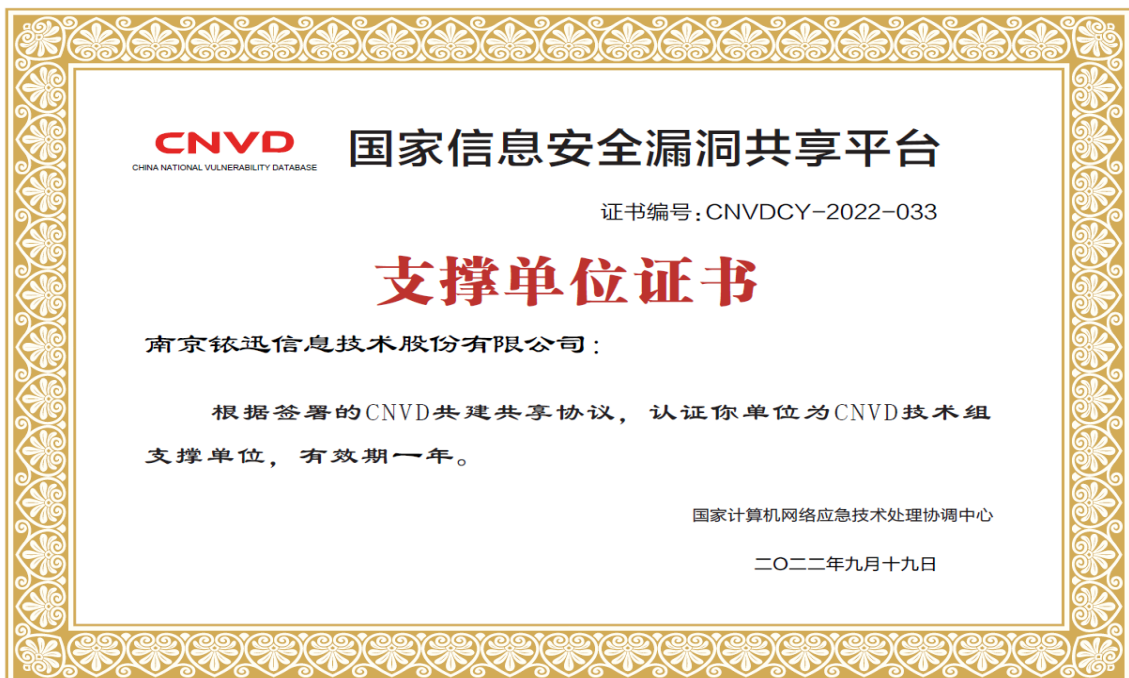 CNVD
CHINA NATIONAL VULNERABILITY DATABASE
国家信息安全漏洞共享平台
证书编号:CNVDCY-2022-033
支撑单位证书
南京铱迅信息技术股份有限公司:
根据签署的CNVD共建共享协议，认证你单位为CNVD技术组
支撑单位，有效期一年。
国家计算机网络应急技术处理协调中心
二〇二二年九月十九日